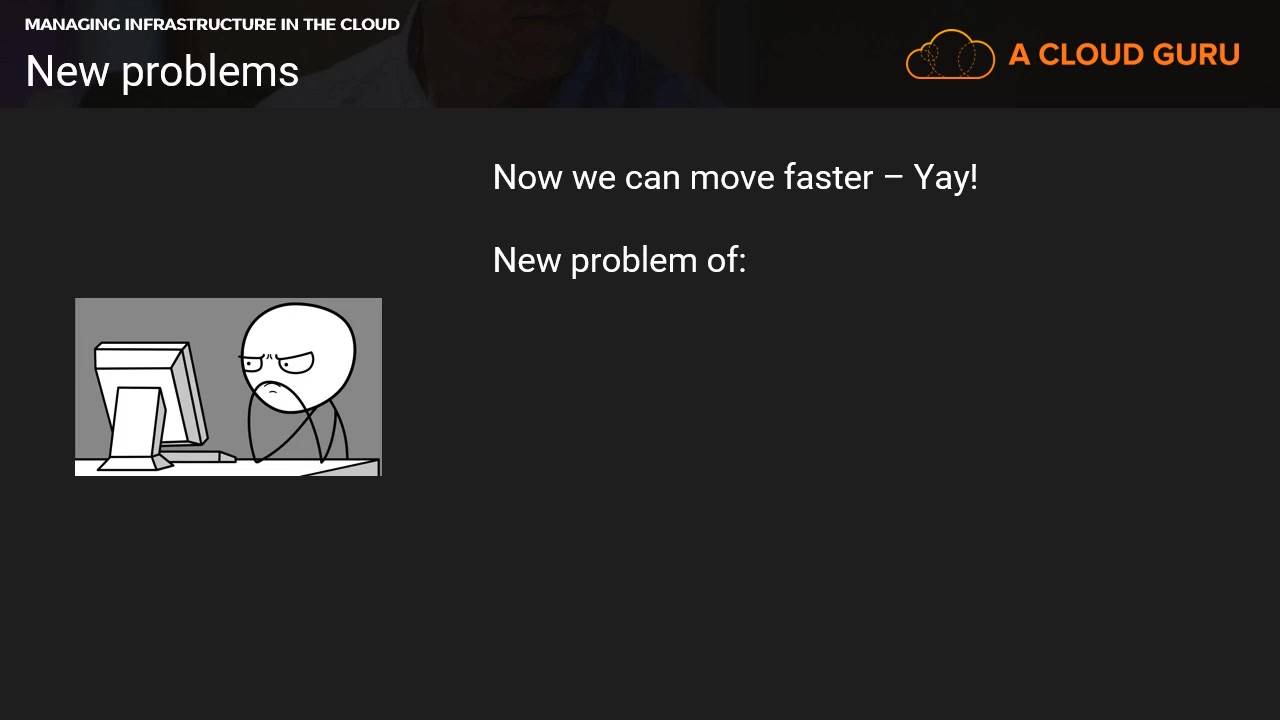 MANAGING INFRASTRUCTURE IN THE CLOUD
New problems
A CLOUD GURU
Now we can move faster – Yay!
New problem of: